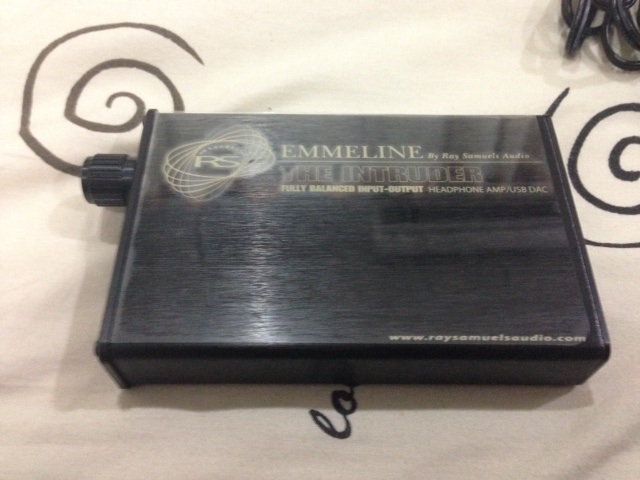 RS
EMMELINE By Ray Samuels Audio
THE INTRUDER
FULLY BALANCED INPUT-OUTPUT HEADPHONE AMP/USB DAC
www.raysamuelsaudio.com